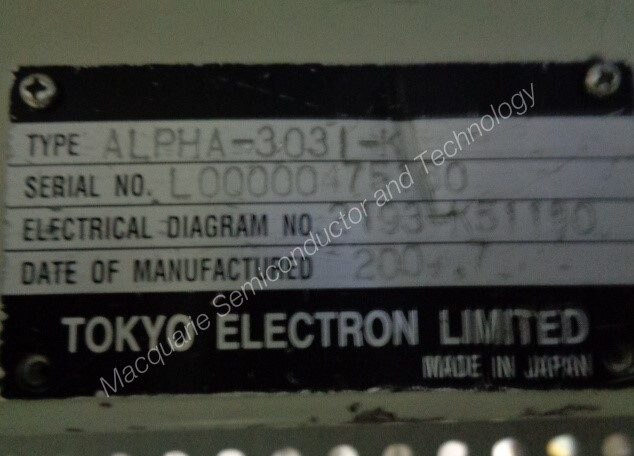 TYPE ALPHA-303I-K
SERIAL NO.
ELECTRICAL DIAGRAM NO.
DATE OF MANUFACTURED
TOKYO ELECTRON LIMITED
MADE IN JAPAN
Macquarie Semiconductor and Technology